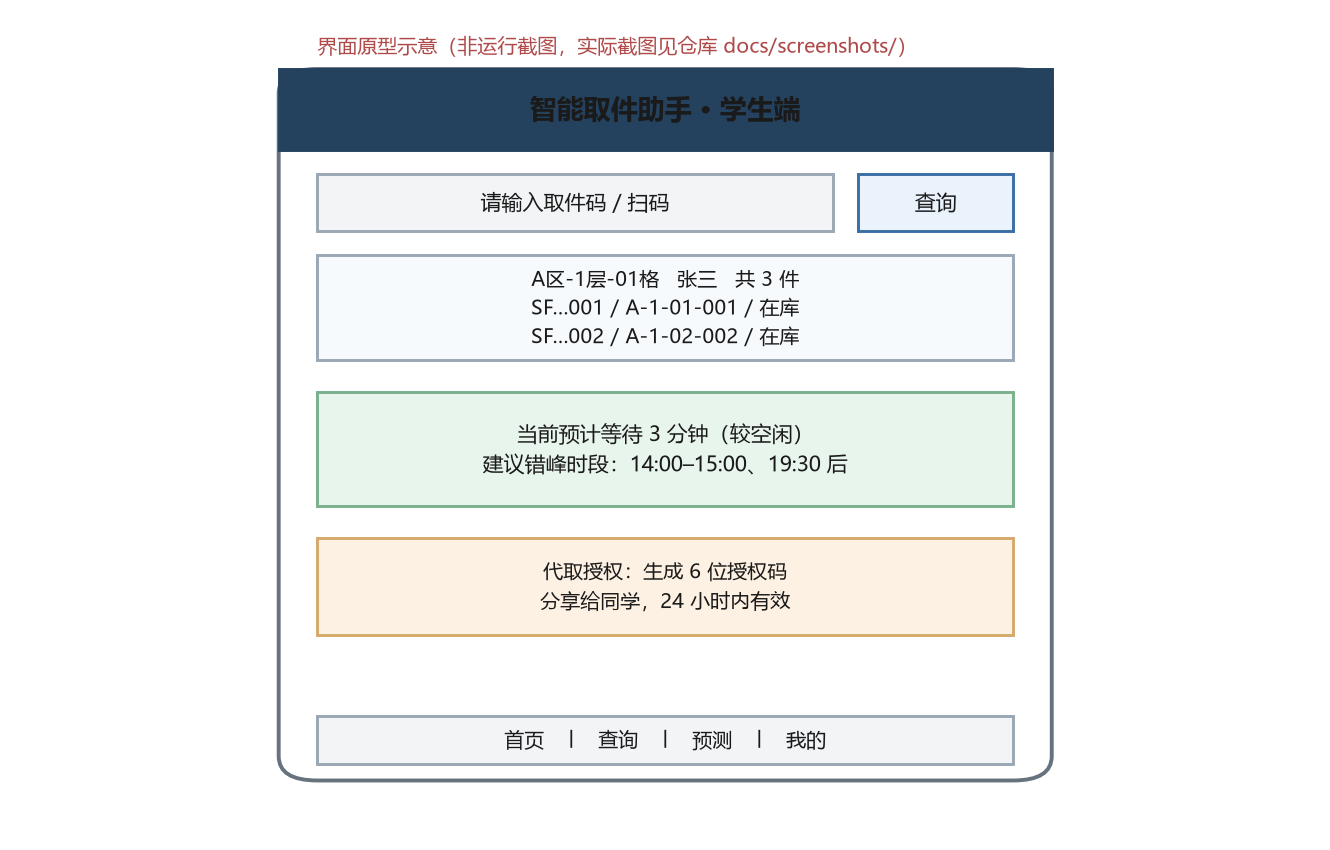 界面原型示意（非运行截图，实际截图见仓库 docs/screenshots/）
智能取件助手・学生端
请输入取件码 / 扫码
查询
A区-1层-01格 张三 共 3 件
SF…001 / A-1-01-001 / 在库
SF…002 / A-1-02-002 / 在库
当前预计等待 3 分钟（较空闲）
建议错峰时段：14:00–15:00、19:30 后
代取授权：生成 6 位授权码
分享给同学，24 小时内有效
首页 | 查询 | 预测 | 我的